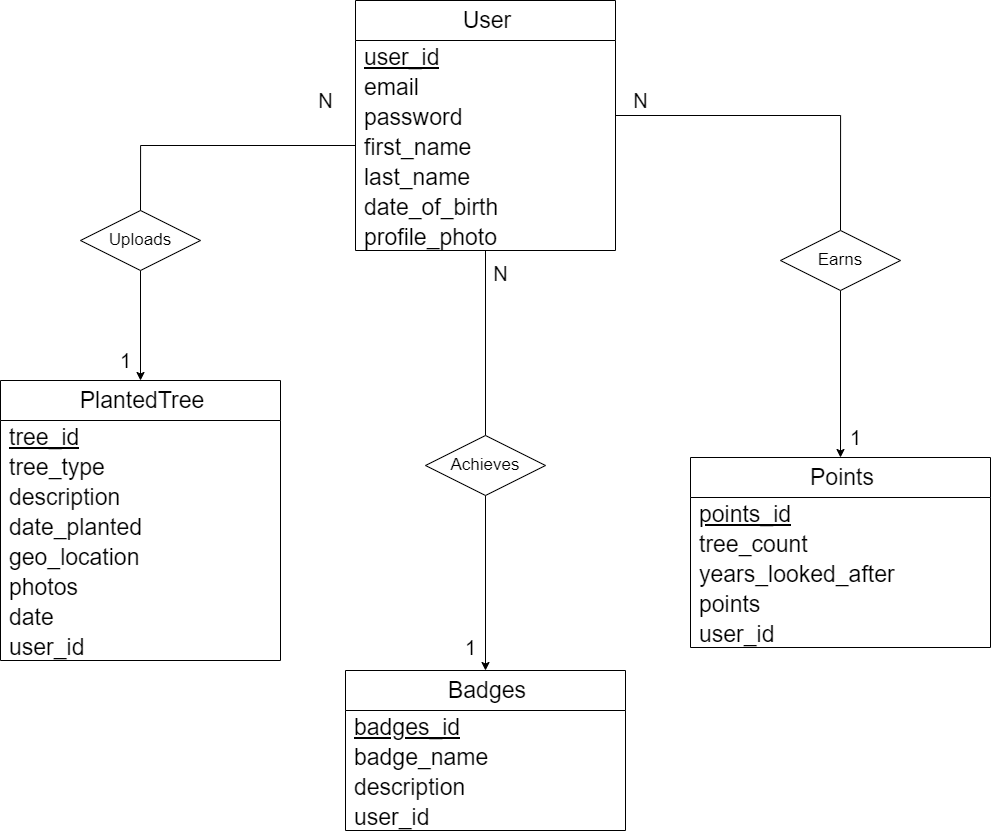 User
user_id
email
password
first_name
last_name
date_of_birth
profile_photo
N
N
N
Uploads
Earns
1
PlantedTree
tree_id
tree_type
description
date_planted
geo_location
photos
date
user_id
Achieves
1
Points
points_id
tree_count
years_looked_after
points
user_id
1
Badges
badges_id
badge_name
description
user_id